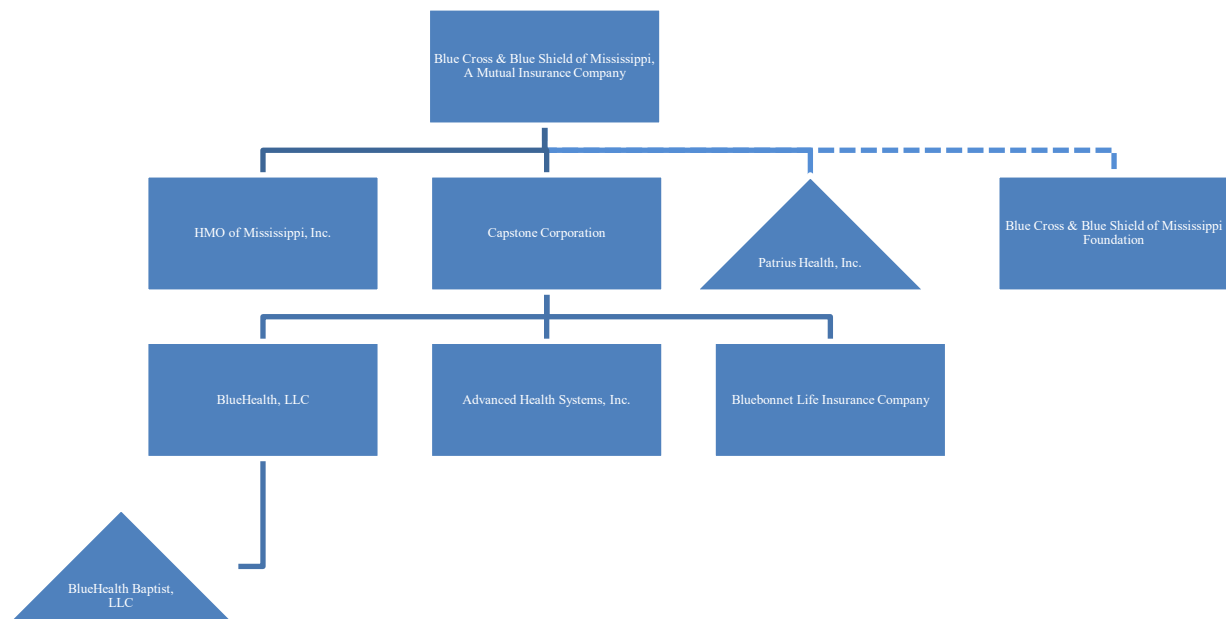 Blue Cross & Blue Shield of Mississippi,
A Mutual Insurance Company
HMO of Mississippi, Inc.
Capstone Corporation
Patrius Health, Inc.
Blue Cross & Blue Shield of Mississippi
Foundation
BlueHealth, LLC
Advanced Health Systems, Inc.
Bluebonnet Life Insurance Company
BlueHealth Baptist,
LLC